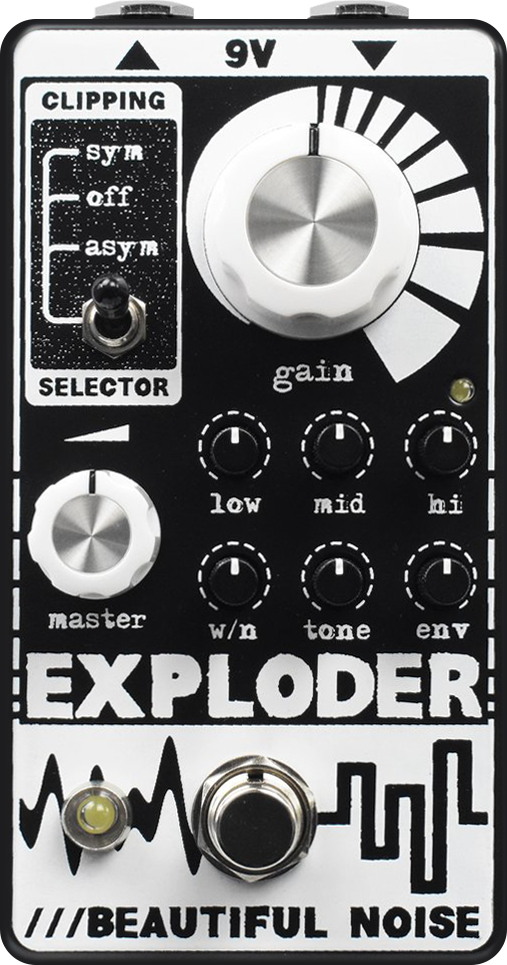 9V
CLIPPING
sym
off
asym
SELECTOR
gain
low mid hi
master
w/n tone env
EXPLODER
///BEAUTIFUL NOISE